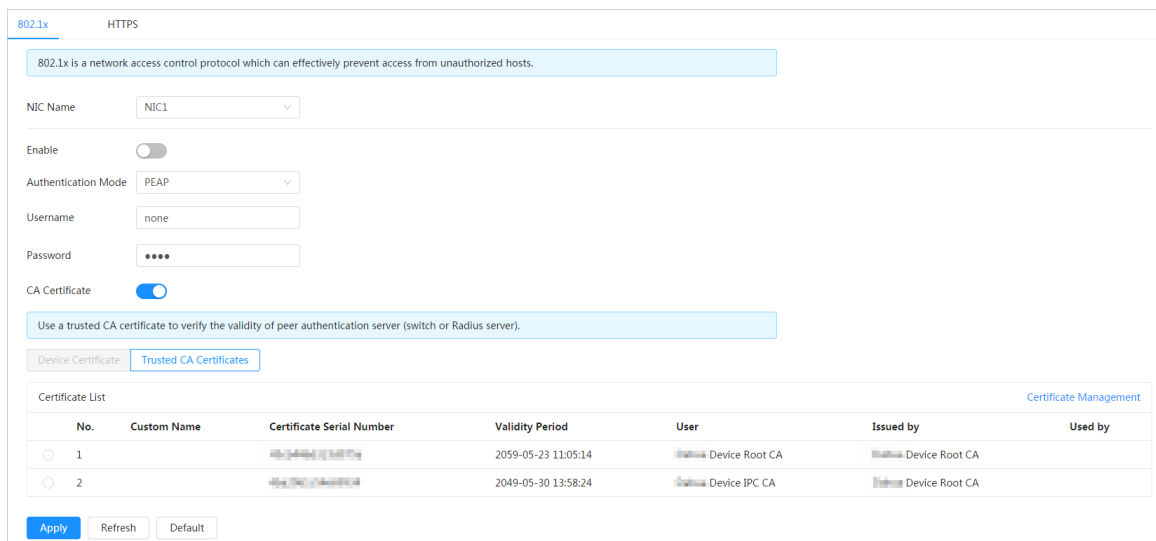 802.1x HTTPS
802.1x is a network access control protocol which can effectively prevent access from unauthorized hosts.
NIC Name NIC1
Enable
Authentication Mode PEAP
Username none
Password ••••
CA Certificate
Use a trusted CA certificate to verify the validity of peer authentication server (switch or Radius server).
Device Certificate Trusted CA Certificates
Certificate List Certificate Management
No. Custom Name Certificate Serial Number Validity Period User Issued by Used by
1 2059-05-23 11:05:14 Device Root CA Device Root CA
2 2049-05-30 13:58:24 Device IPC CA Device Root CA
Apply Refresh Default